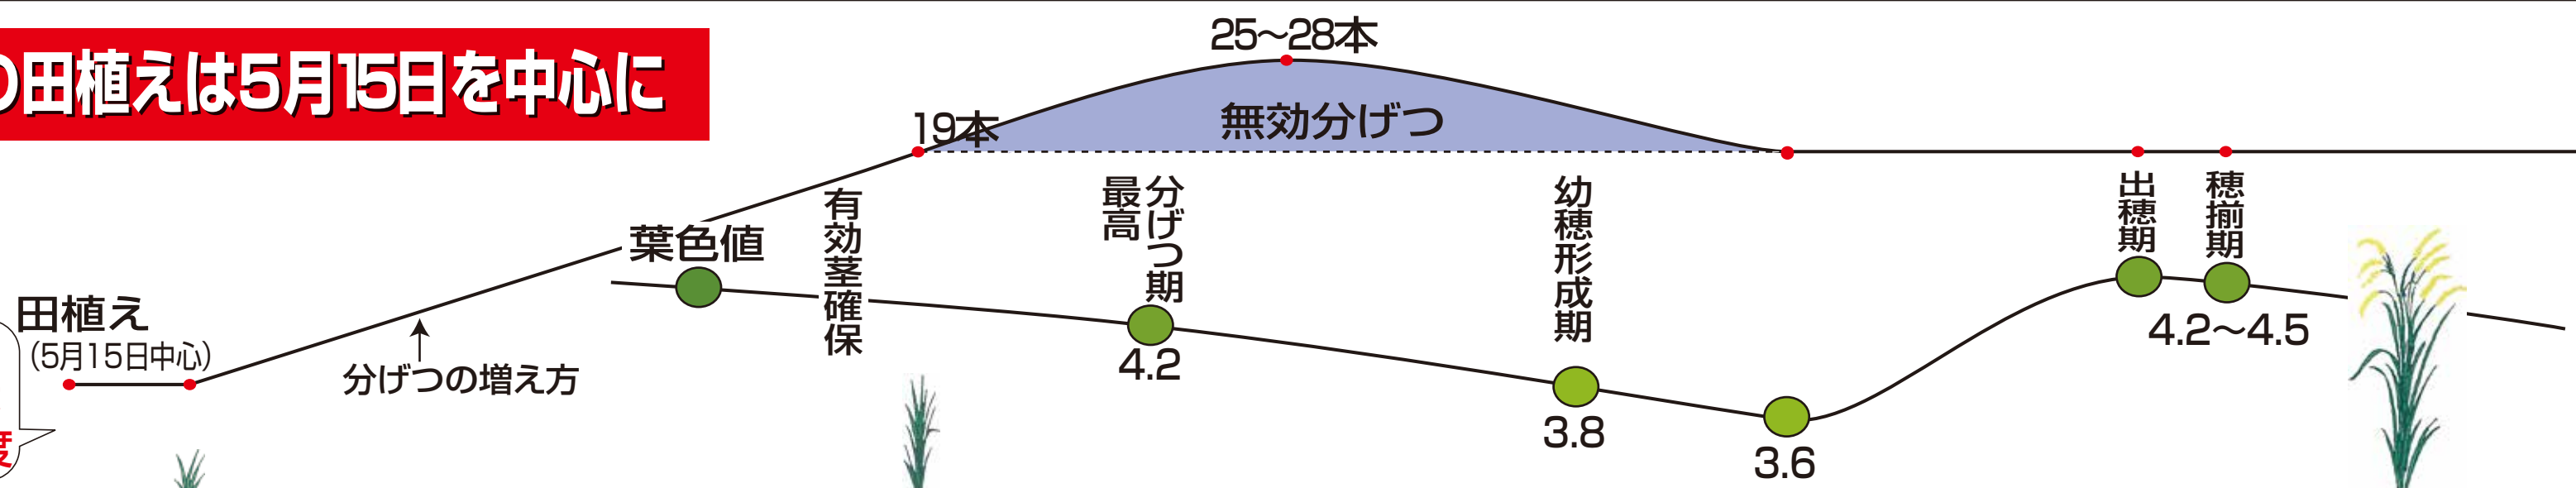 の田植えは5月15日を中心に
25～28本
19本
無効分げつ
葉色値
有効茎確保
最高
分げつ期
幼穂形成期
出穂期
穂揃期
田植え
(5月15日中心)
分げつの増え方
4.2
3.8
3.6
4.2～4.5
度